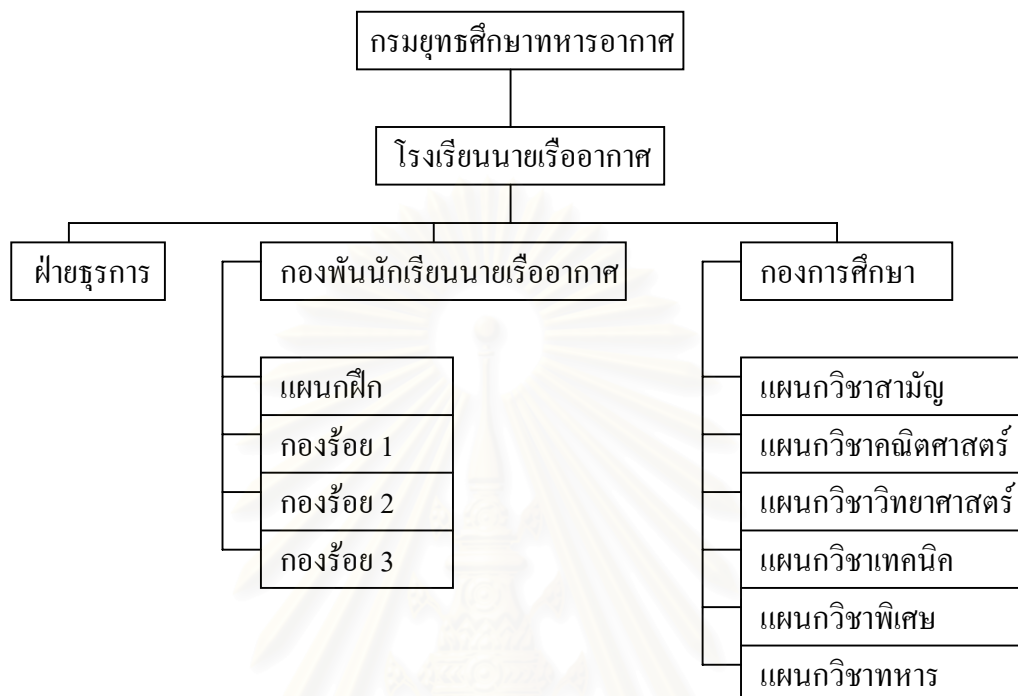 กรมยุทธศึกษาทหารอากาศ
โรงเรียนนายเรืออากาศ
ฝ่ายธุรการ
กองพันนักเรียนนายเรืออากาศ
กองการศึกษา
แผนกฝึก
กองร้อย 1
กองร้อย 2
กองร้อย 3
แผนกวิชาสามัญ
แผนกวิชาคณิตศาสตร์
แผนกวิชาวิทยาศาสตร์
แผนกวิชาเทคนิค
แผนกวิชาพิเศษ
แผนกวิชาทหาร